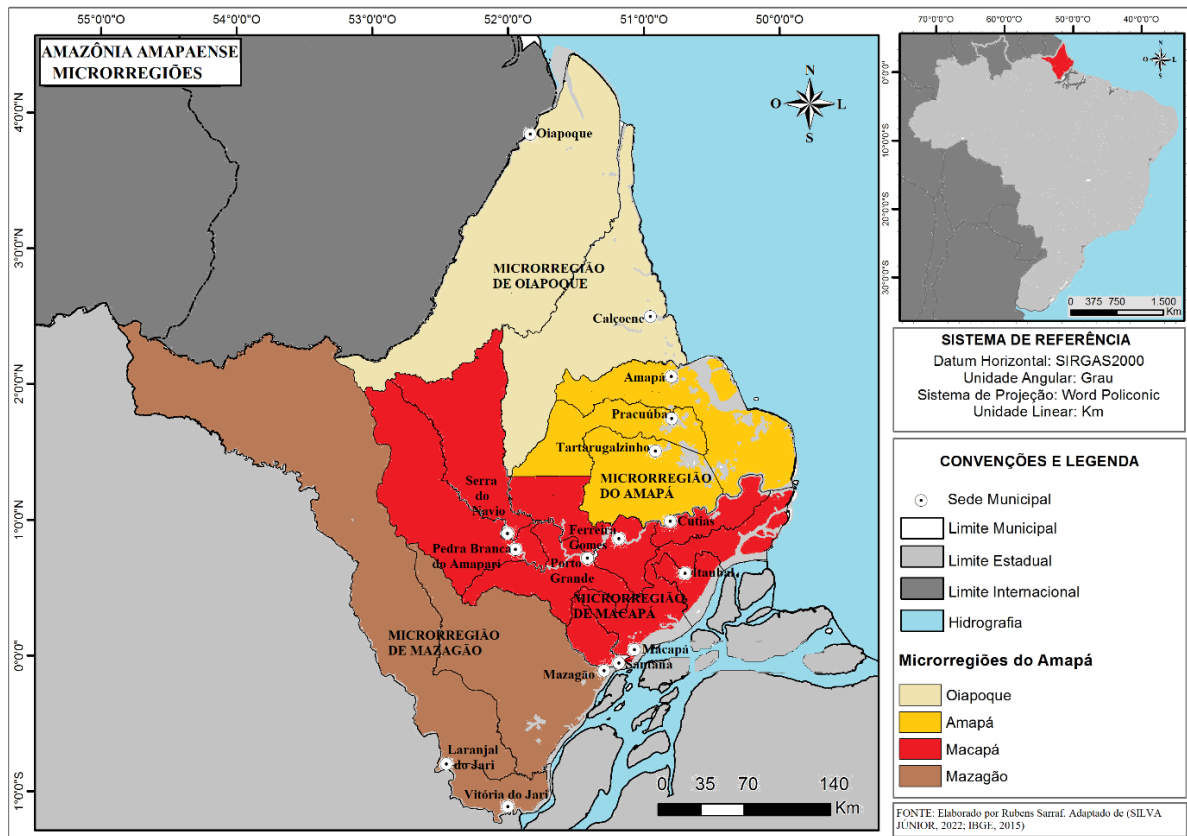 AMAZÔNIA AMAPAENSE
MICRORREGIÕES
55°0'0"O
54°0'0"O
53°0'0"O
52°0'0"O
51°0'0"O
50°0'0"O
4°0'0"N
3°0'0"N
2°0'0"N
1°0'0"N
0°0'0"
1°0'0"S
N
O
L
S
Oiapoque
MICRORREGIÃO
DE OIAPOQUE
Calçoene
Amapá
Pracuúba
Tartarugalzinho
MICRORREGIÃO
DO AMAPÁ
Serra
do
Navio
Cutias
Ferreira
Gomes
Pedra Branca
do Amapari
Porto
Grande
Itaubal
MICRORREGIÃO
DE MACAPÁ
MICRORREGIÃO
DE MAZAGÃO
Macapá
Santana
Mazagão
Laranjal
do Jari
Vitória do Jari
0 35 70 140
Km
70°0'0"O
60°0'0"O
50°0'0"O
40°0'0"O
0°0'0"
10°0'0"S
20°0'0"S
30°0'0"S
N
O
L
S
0 375 750 1.500
Km
SISTEMA DE REFERÊNCIA
Datum Horizontal: SIRGAS2000
Unidade Angular: Grau
Sistema de Projeção: Word Policonic
Unidade Linear: Km
CONVENÇÕES E LEGENDA
Sede Municipal
Limite Municipal
Limite Estadual
Limite Internacional
Hidrografia
Microrregiões do Amapá
Oiapoque
Amapá
Macapá
Mazagão
FONTE: Elaborado por Rubens Sarraf. Adaptado de (SILVA
JÚNIOR, 2022; IBGE, 2015)